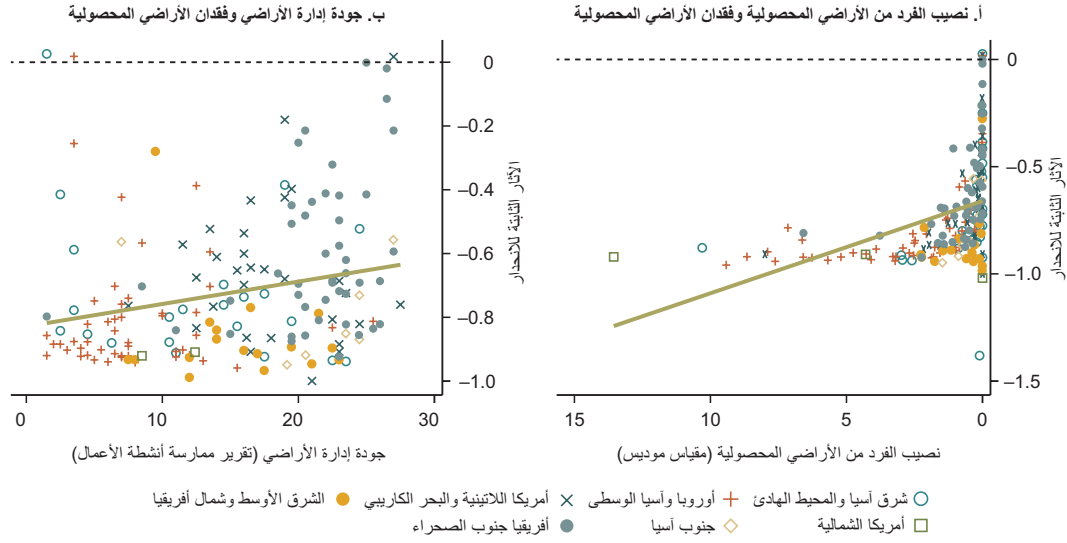 أ. نصيب الفرد من الأراضي المحصولية وفقدان الأراضي المحصولية
0
–0.5
–1.0
–1.5
الآثار الثابتة للانحدار
15 10 5 0
نصيب الفرد من الأراضي المحصولية (مقياس موديس)
ب. جودة إدارة الأراضي وفقدان الأراضي المحصولية
0
–0.2
–0.4
–0.6
–0.8
–1.0
الآثار الثابتة للانحدار
0 10 20 30
جودة إدارة الأراضي (تقرير ممارسة أنشطة الأعمال)
شرق آسيا والمحيط الهادئ أوروبا وآسيا الوسطى أمريكا اللاتينية والبحر الكاريبي الشرق الأوسط وشمال أفريقيا
أمريكا الشمالية جنوب آسيا أفريقيا جنوب الصحراء